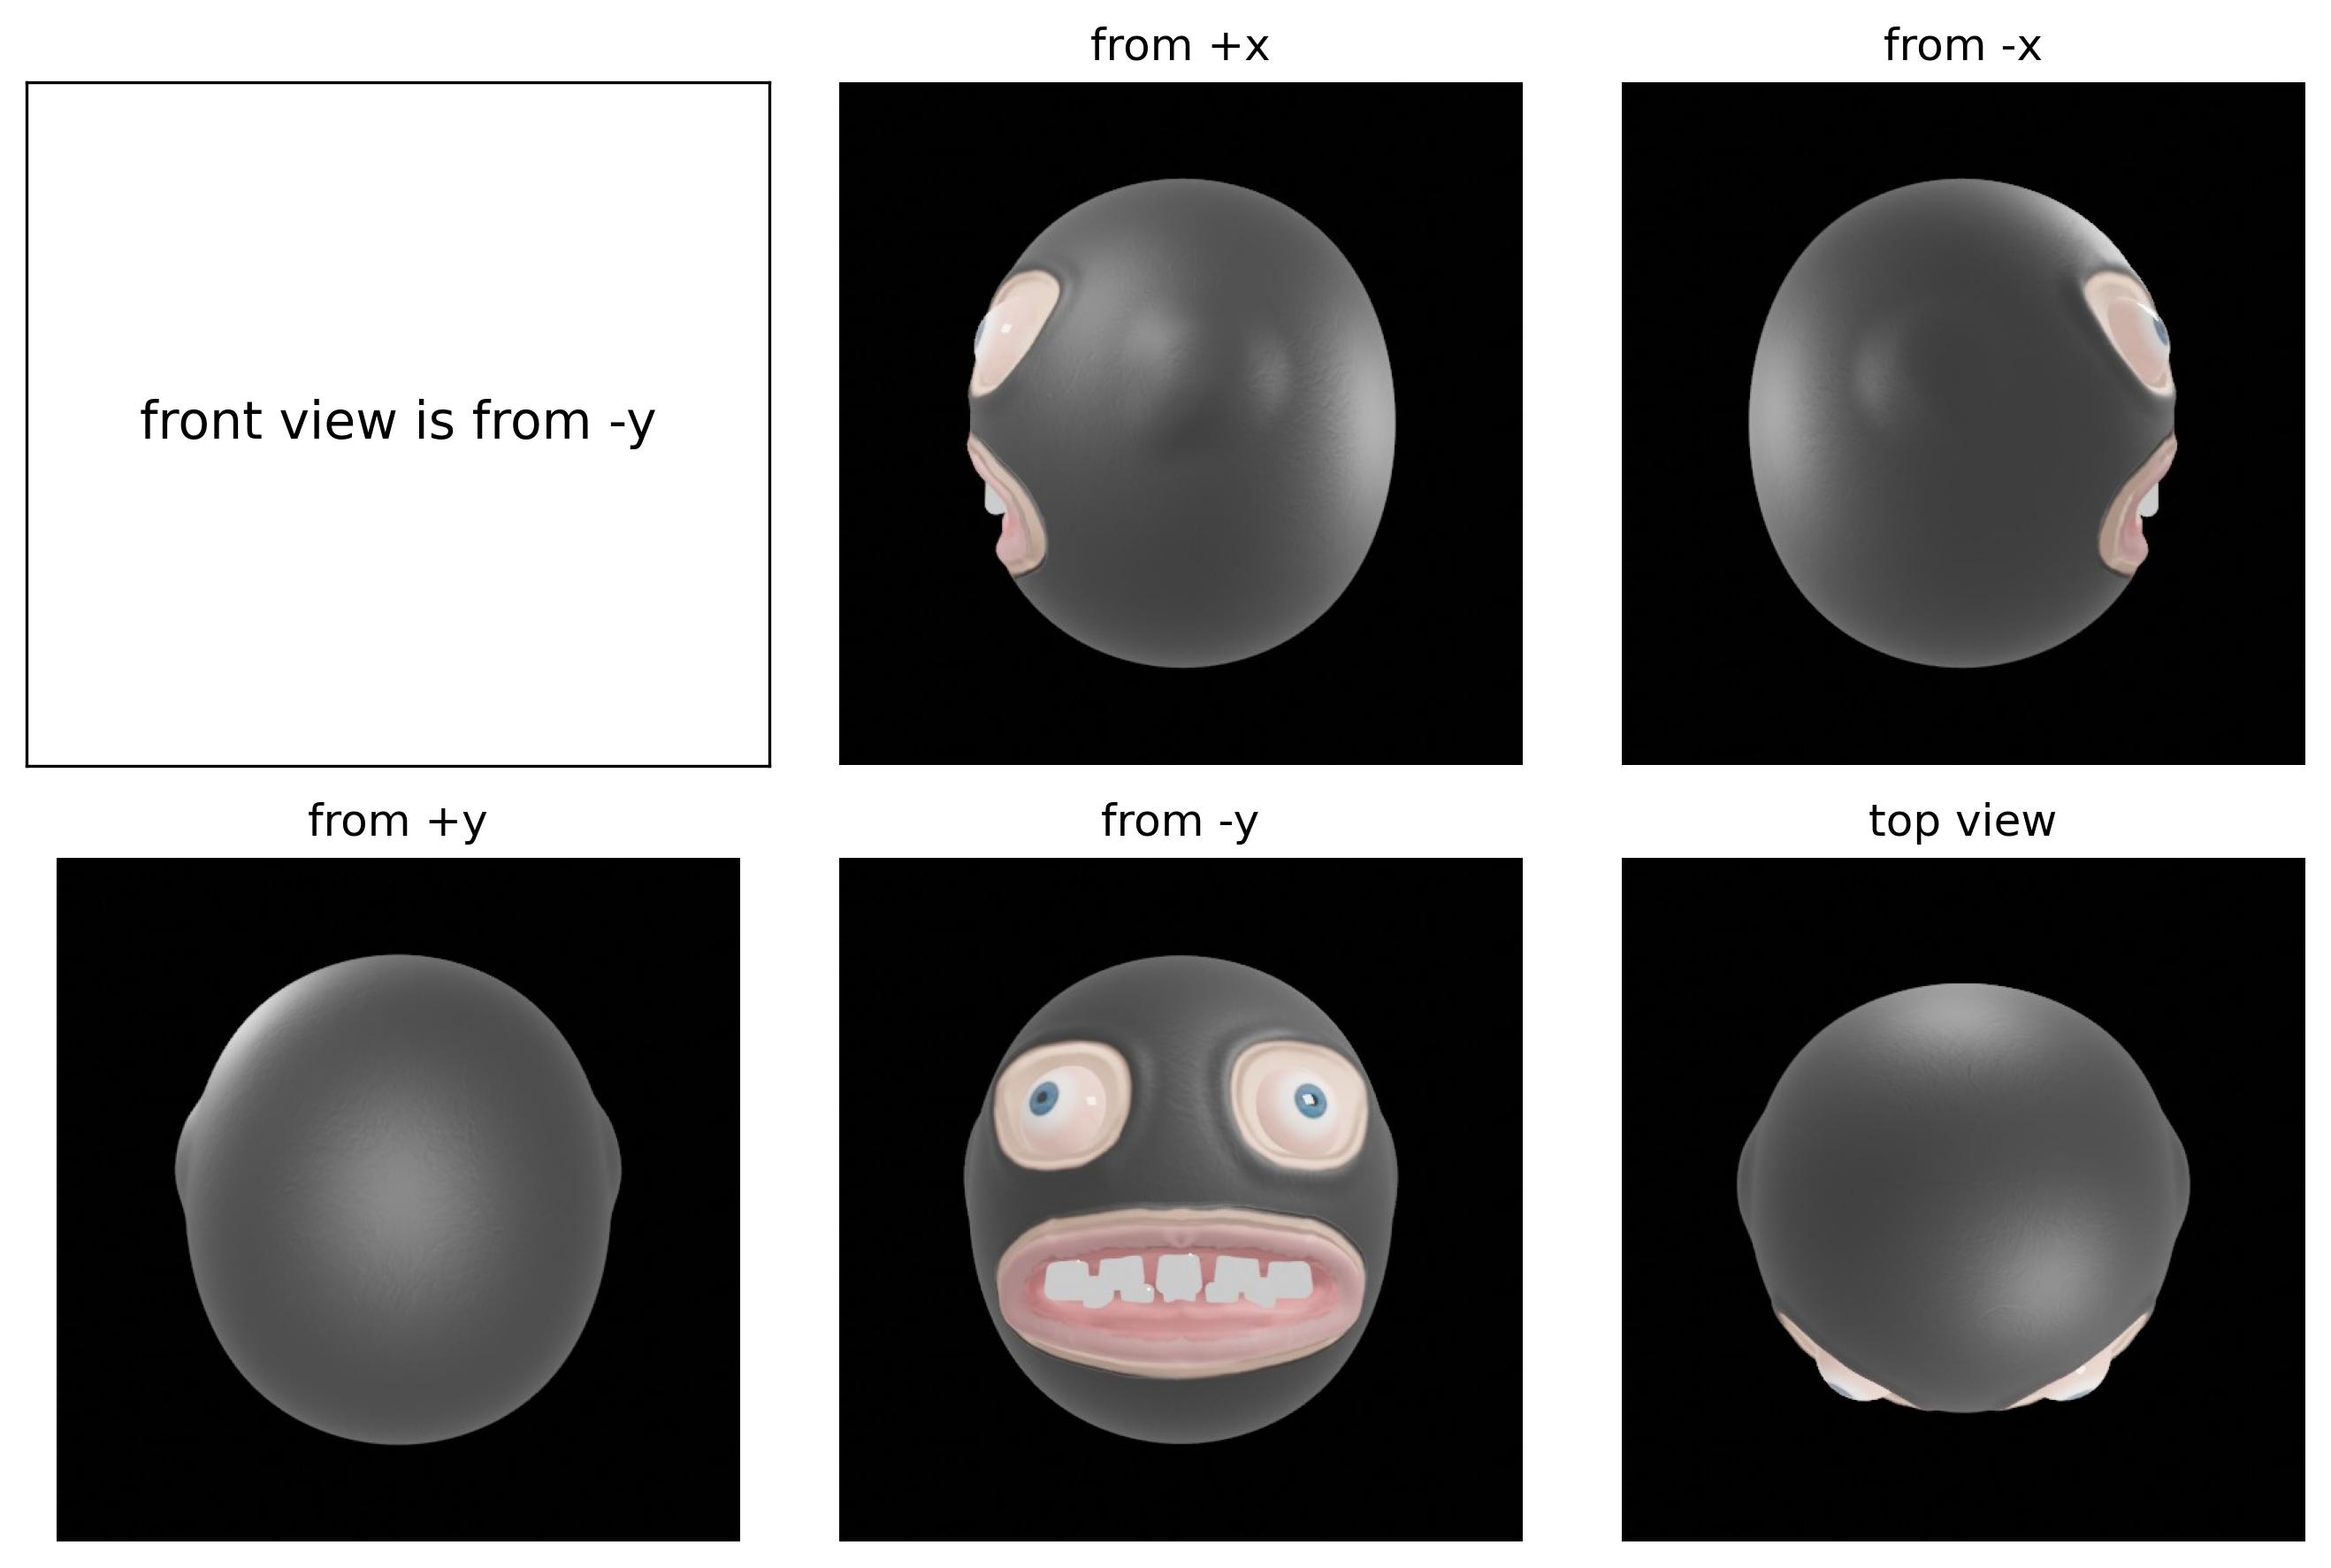 from +x
from -x
front view is from -y
from +y
from -y
top view